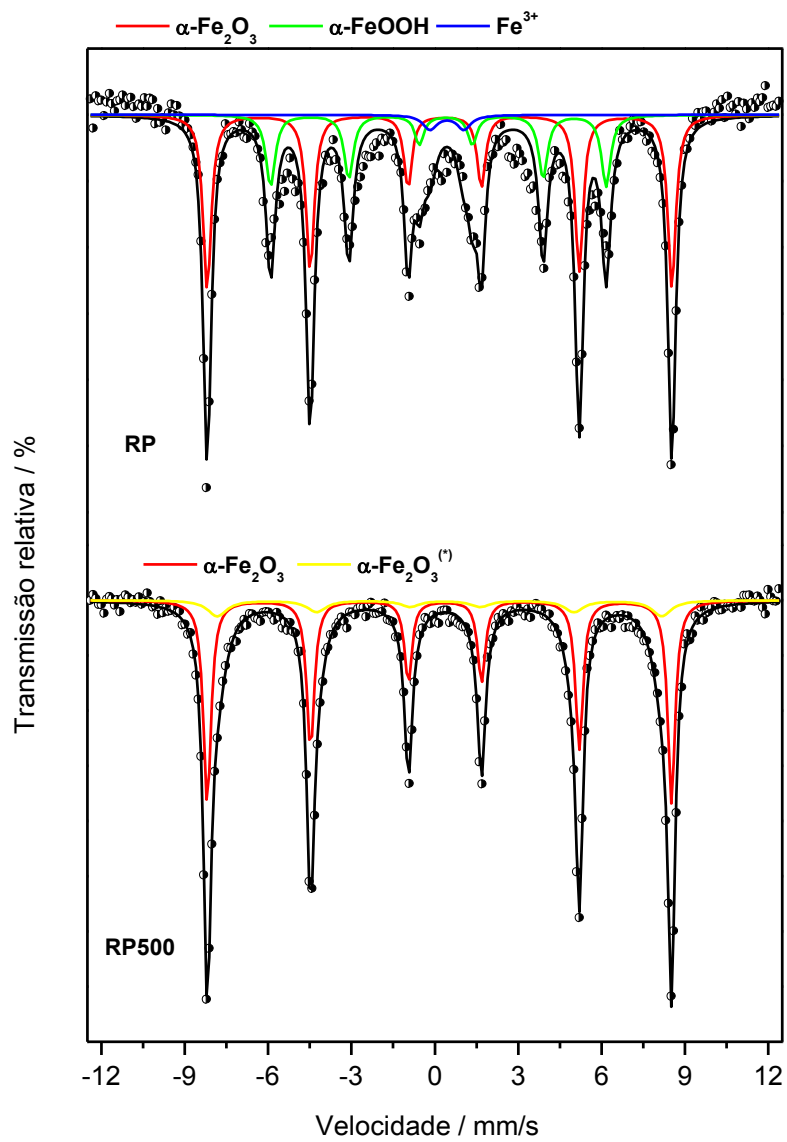 α-Fe₂O₃ α-FeOOH Fe³⁺
RP
α-Fe₂O₃ α-Fe₂O₃⁽*⁾
RP500
Transmissão relativa / %
-12 -9 -6 -3 0 3 6 9 12
Velocidade / mm/s